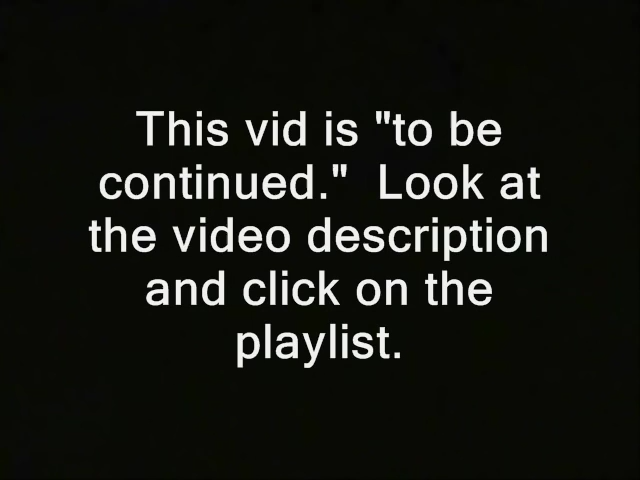 This vid is "to be
continued."  Look at
the video description
and click on the
playlist.